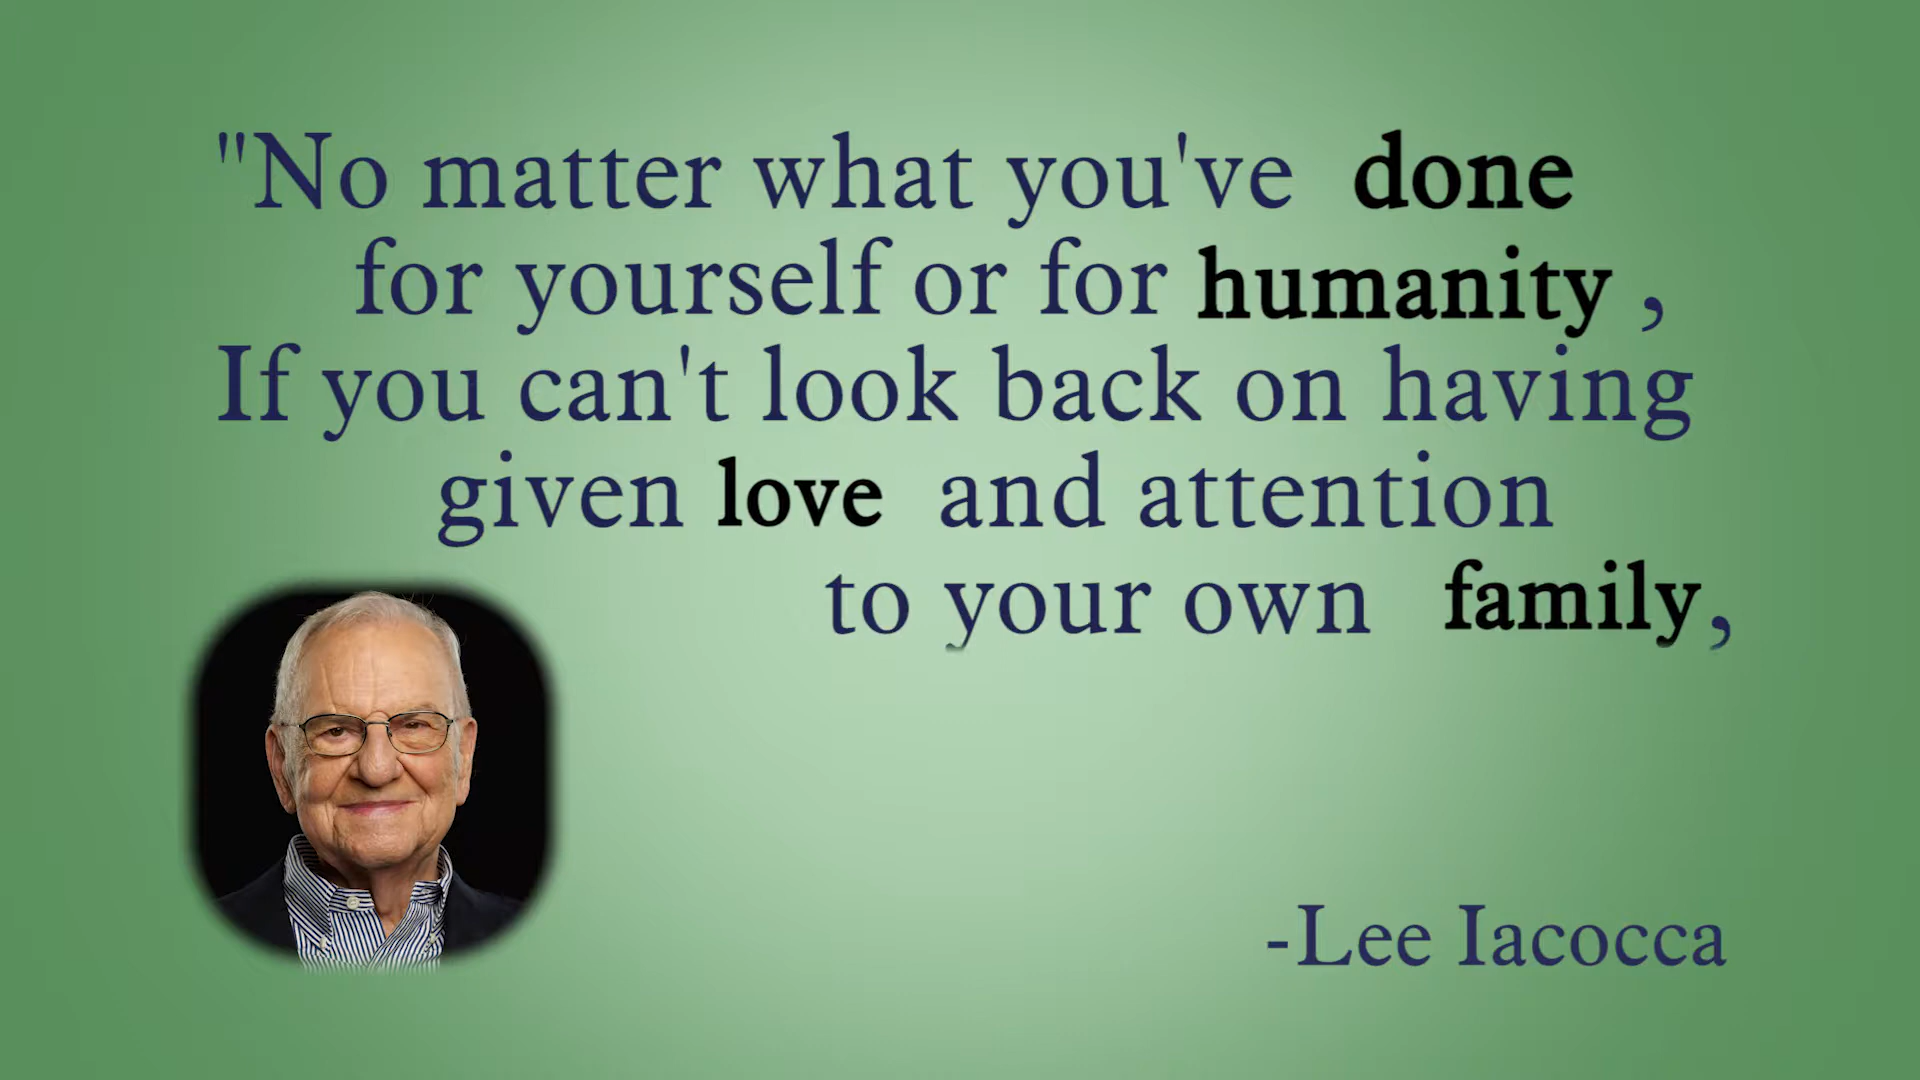 "No matter what you've done
for yourself or for humanity ,
If you can't look back on having
given love and attention
to your own family,
-Lee Iacocca